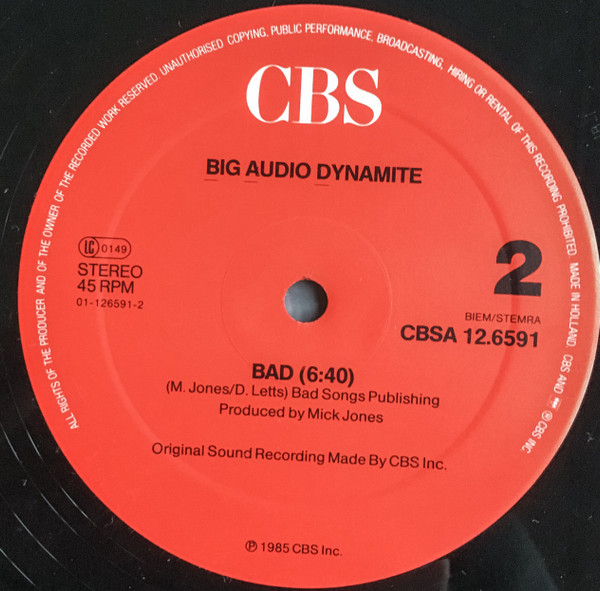 ALL RIGHTS OF THE PRODUCER AND OF THE OWNER OF THE RECORDED WORK RESERVED. UNAUTHORISED COPYING, PUBLIC PERFORMANCE, BROADCASTING, HIRING OR RENTAL OF THIS RECORDING PROHIBITED. MADE IN HOLLAND. CBS AND ® CBS INC.
CBS
BIG AUDIO DYNAMITE
LC 0149
STEREO
45 RPM
01-126591-2
2
BIEM/STEMRA
CBSA 12.6591
BAD (6:40)
(M. Jones/D. Letts) Bad Songs Publishing
Produced by Mick Jones
Original Sound Recording Made By CBS Inc.
℗ 1985 CBS Inc.